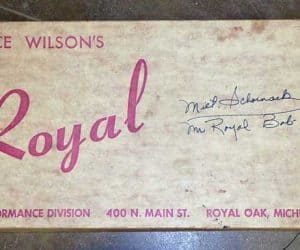 CE WILSON'S
Royal
Milt Schornack
"Mr Royal Bob
ORMANCE DIVISION 400 N. MAIN ST. ROYAL OAK, MICH